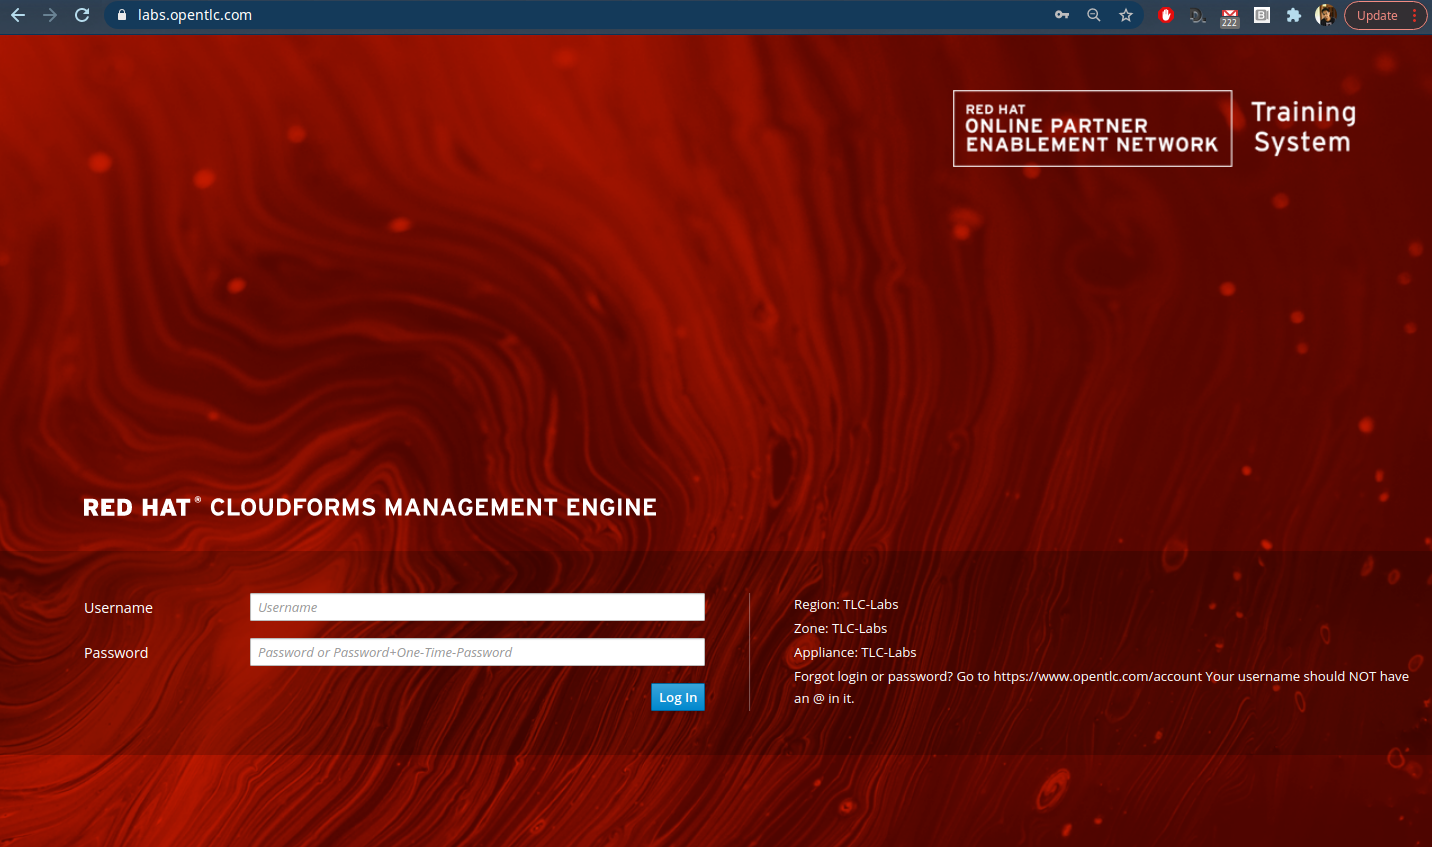 labs.opentlc.com
222
Update
RED HAT
ONLINE PARTNER
ENABLEMENT NETWORK
Training
System
RED HAT® CLOUDFORMS MANAGEMENT ENGINE
Username
Username
Password
Password or Password+One-Time-Password
Log In
Region: TLC-Labs
Zone: TLC-Labs
Appliance: TLC-Labs
Forgot login or password? Go to https://www.opentlc.com/account Your username should NOT have
an @ in it.